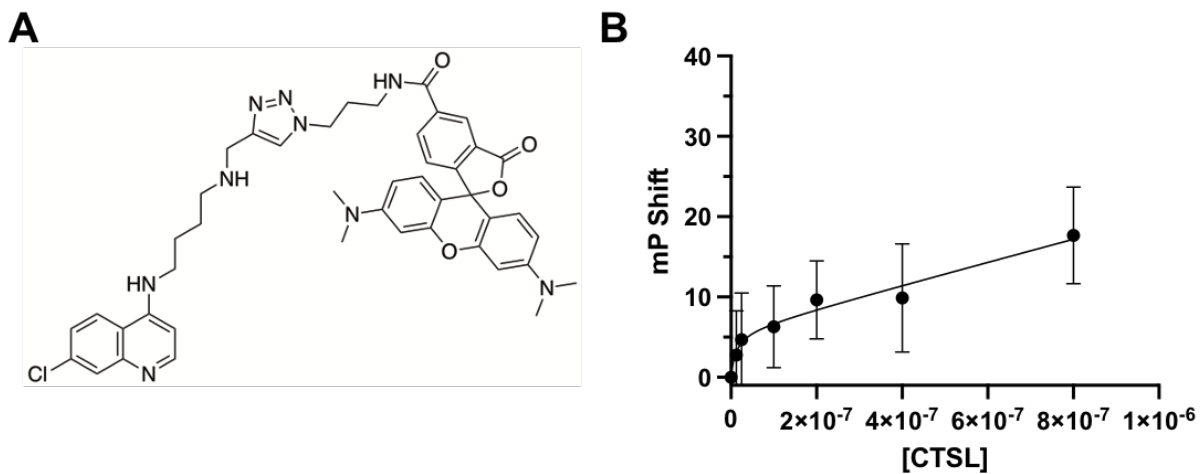 A
B
O
HN
N=N
N
O
O
NH
N
O
N
HN
Cl
N
mP Shift
40
30
20
10
0
0
2×10⁻⁷
4×10⁻⁷
6×10⁻⁷
8×10⁻⁷
1×10⁻⁶
[CTSL]